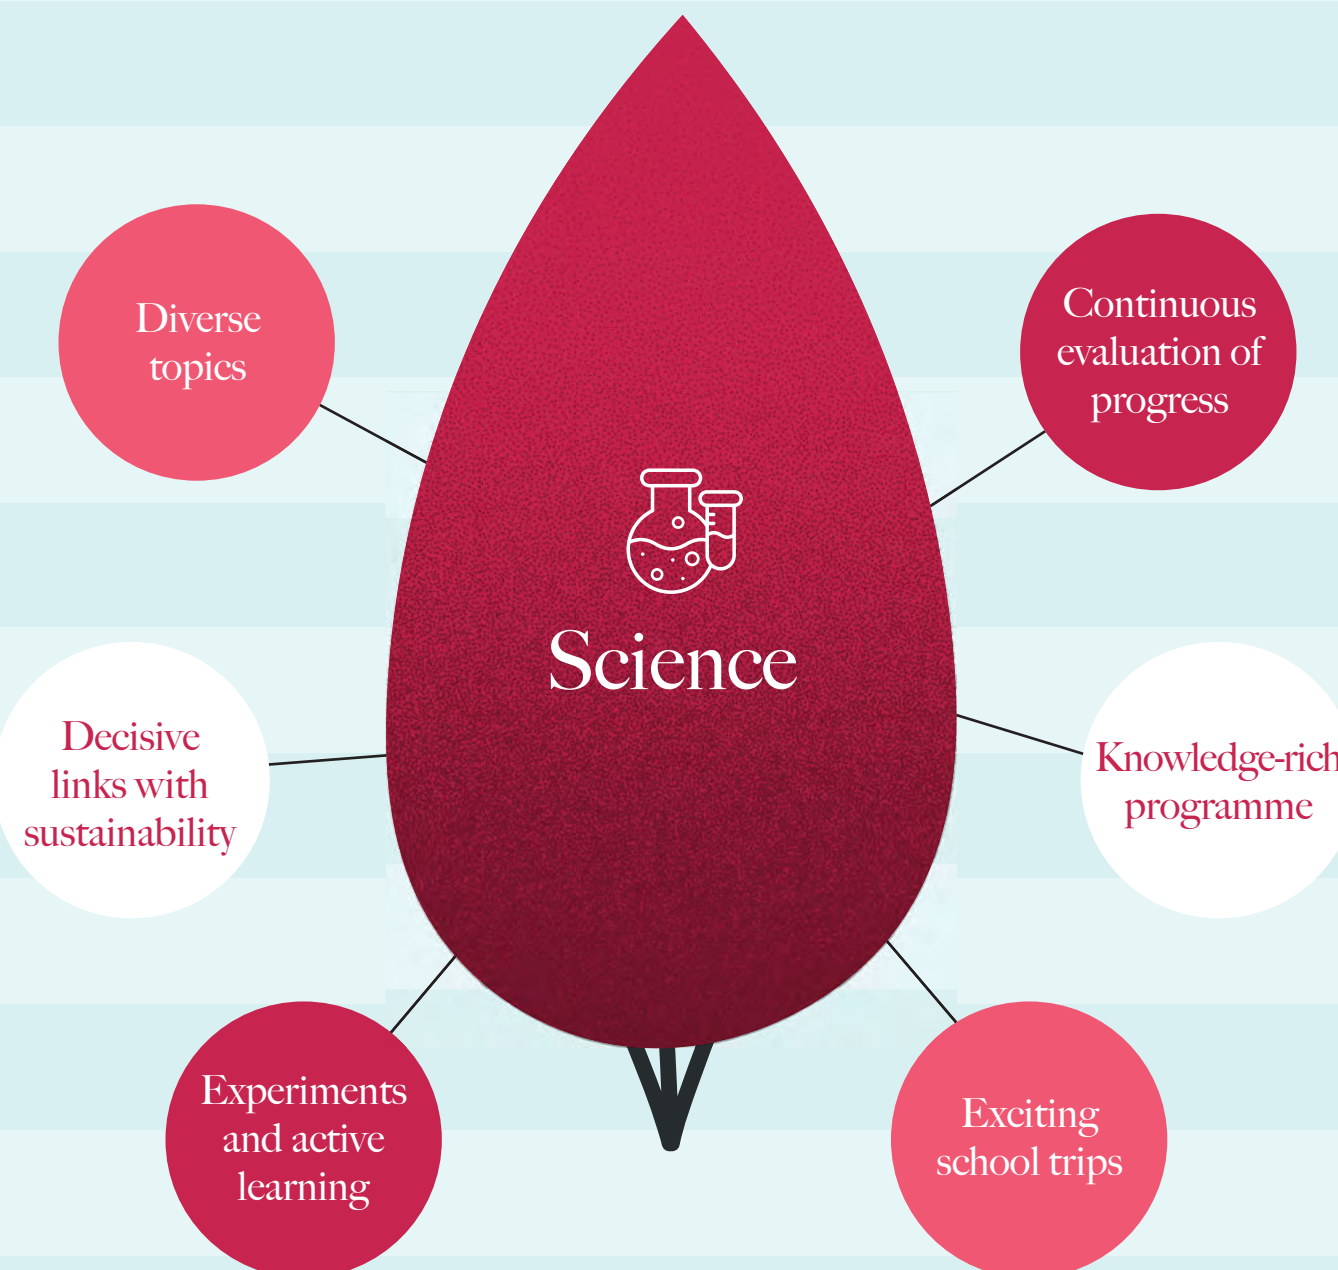 Diverse
topics
Continuous
evaluation of
progress
Science
Decisive
links with
sustainability
Knowledge-rich
programme
Experiments
and active
learning
Exciting
school trips